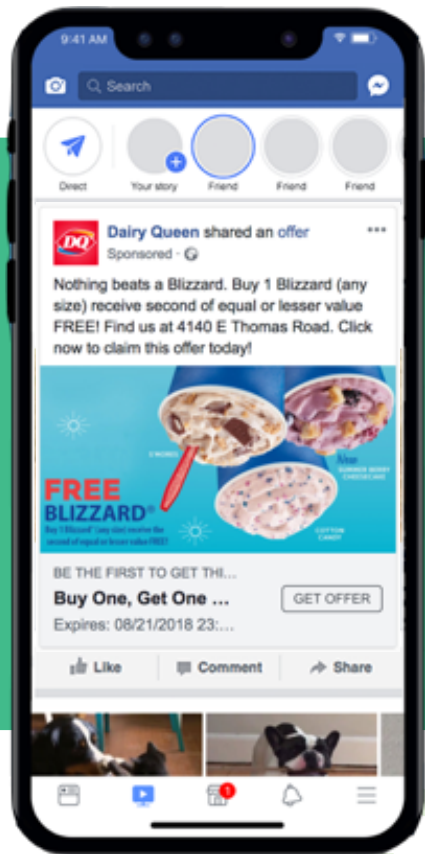 9:41 AM
Search
Direct
Your story
Friend
Friend
Friend
DQ
Dairy Queen shared an offer
Sponsored ·
Nothing beats a Blizzard. Buy 1 Blizzard (any
size) receive second of equal or lesser value
FREE! Find us at 4140 E Thomas Road. Click
now to claim this offer today!
S'MORES
New
SUMMER BERRY
CHEESECAKE
COTTON
CANDY
FREE
BLIZZARD®
Buy 1 Blizzard® (any size) receive the
second of equal or lesser value FREE!
BE THE FIRST TO GET THI...
Buy One, Get One ...
GET OFFER
Expires: 08/21/2018 23:...
Like
Comment
Share
1